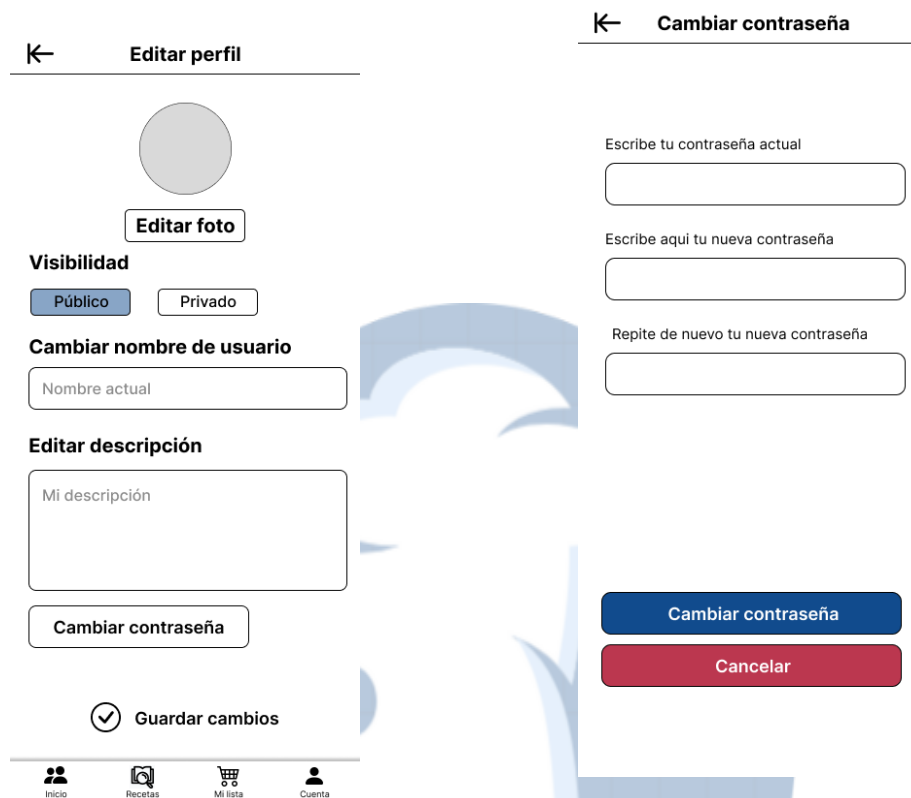 Editar perfil
Editar foto
Visibilidad
Público
Privado
Cambiar nombre de usuario
Nombre actual
Editar descripción
Mi descripción
Cambiar contraseña
Guardar cambios
Inicio
Recetas
Mi lista
Cuenta
Cambiar contraseña
Escribe tu contraseña actual
Escribe aqui tu nueva contraseña
Repite de nuevo tu nueva contraseña
Cambiar contraseña
Cancelar